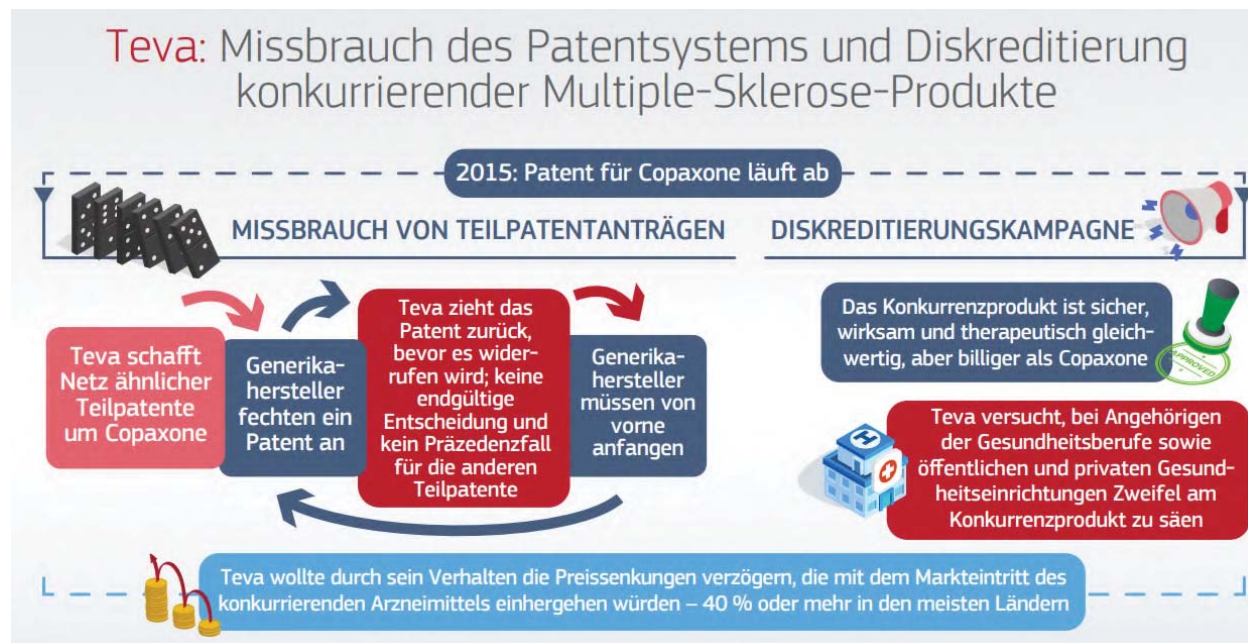 Teva: Missbrauch des Patentsystems und Diskreditierung
konkurrierender Multiple-Sklerose-Produkte
2015: Patent für Copaxone läuft ab
MISSBRAUCH VON TEILPATENTANTRÄGEN
Teva schafft
Netz ähnlicher
Teilpatente
um Copaxone
Generika-
hersteller
fechten ein
Patent an
Teva zieht das
Patent zurück,
bevor es wider-
rufen wird; keine
endgültige
Entscheidung und
kein Präzedenzfall
für die anderen
Teilpatente
Generika-
hersteller
müssen von
vorne
anfangen
DISKREDITIERUNGSKAMPAGNE
Das Konkurrenzprodukt ist sicher,
wirksam und therapeutisch gleich-
wertig, aber billiger als Copaxone
APPROVED
H
Teva versucht, bei Angehörigen
der Gesundheitsberufe sowie
öffentlichen und privaten Gesund-
heitseinrichtungen Zweifel am
Konkurrenzprodukt zu säen
Teva wollte durch sein Verhalten die Preissenkungen verzögern, die mit dem Markteintritt des
konkurrierenden Arzneimittels einhergehen würden – 40 % oder mehr in den meisten Ländern